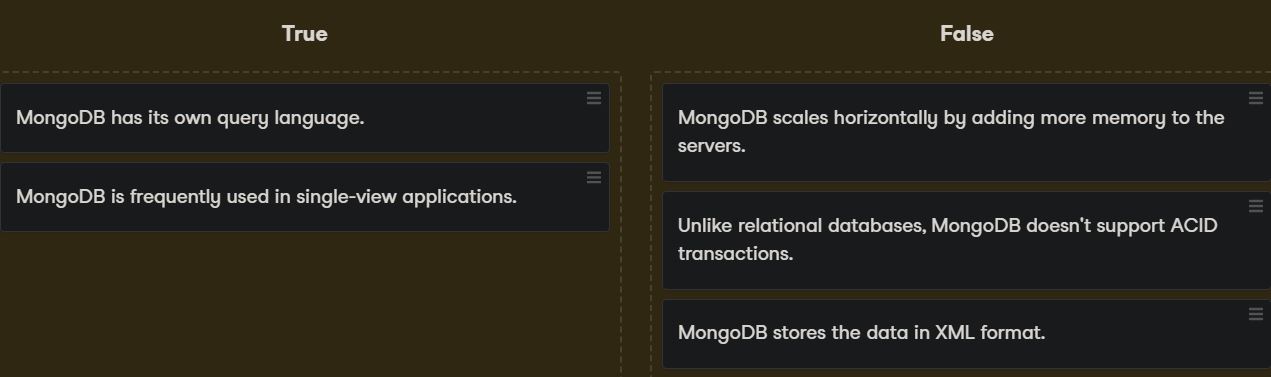 True
MongoDB has its own query language.
MongoDB is frequently used in single-view applications.
False
MongoDB scales horizontally by adding more memory to the
servers.
Unlike relational databases, MongoDB doesn't support ACID
transactions.
MongoDB stores the data in XML format.